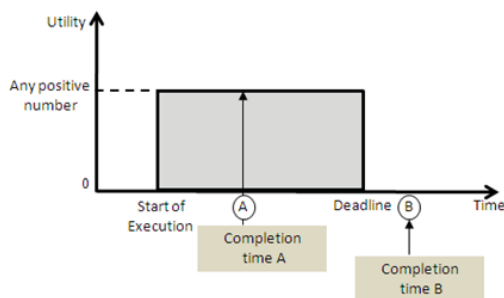 Utility
Any positive
number
0
Start of
Execution
A
Deadline
B
Time
Completion
time A
Completion
time B